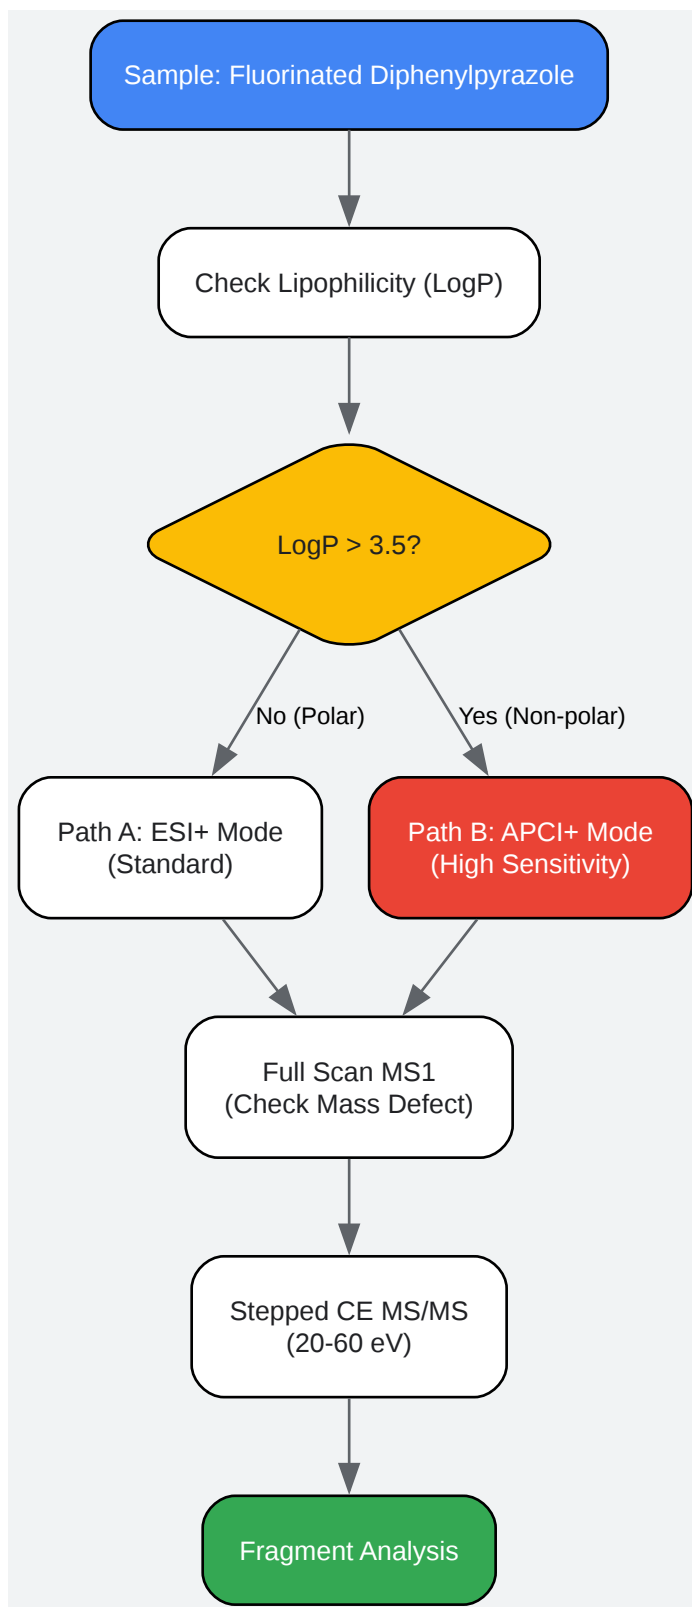 Sample: Fluorinated Diphenylpyrazole
Check Lipophilicity (LogP)
LogP > 3.5?
No (Polar)
Yes (Non-polar)
Path A: ESI+ Mode
(Standard)
Path B: APCI+ Mode
(High Sensitivity)
Full Scan MS1
(Check Mass Defect)
Stepped CE MS/MS
(20-60 eV)
Fragment Analysis